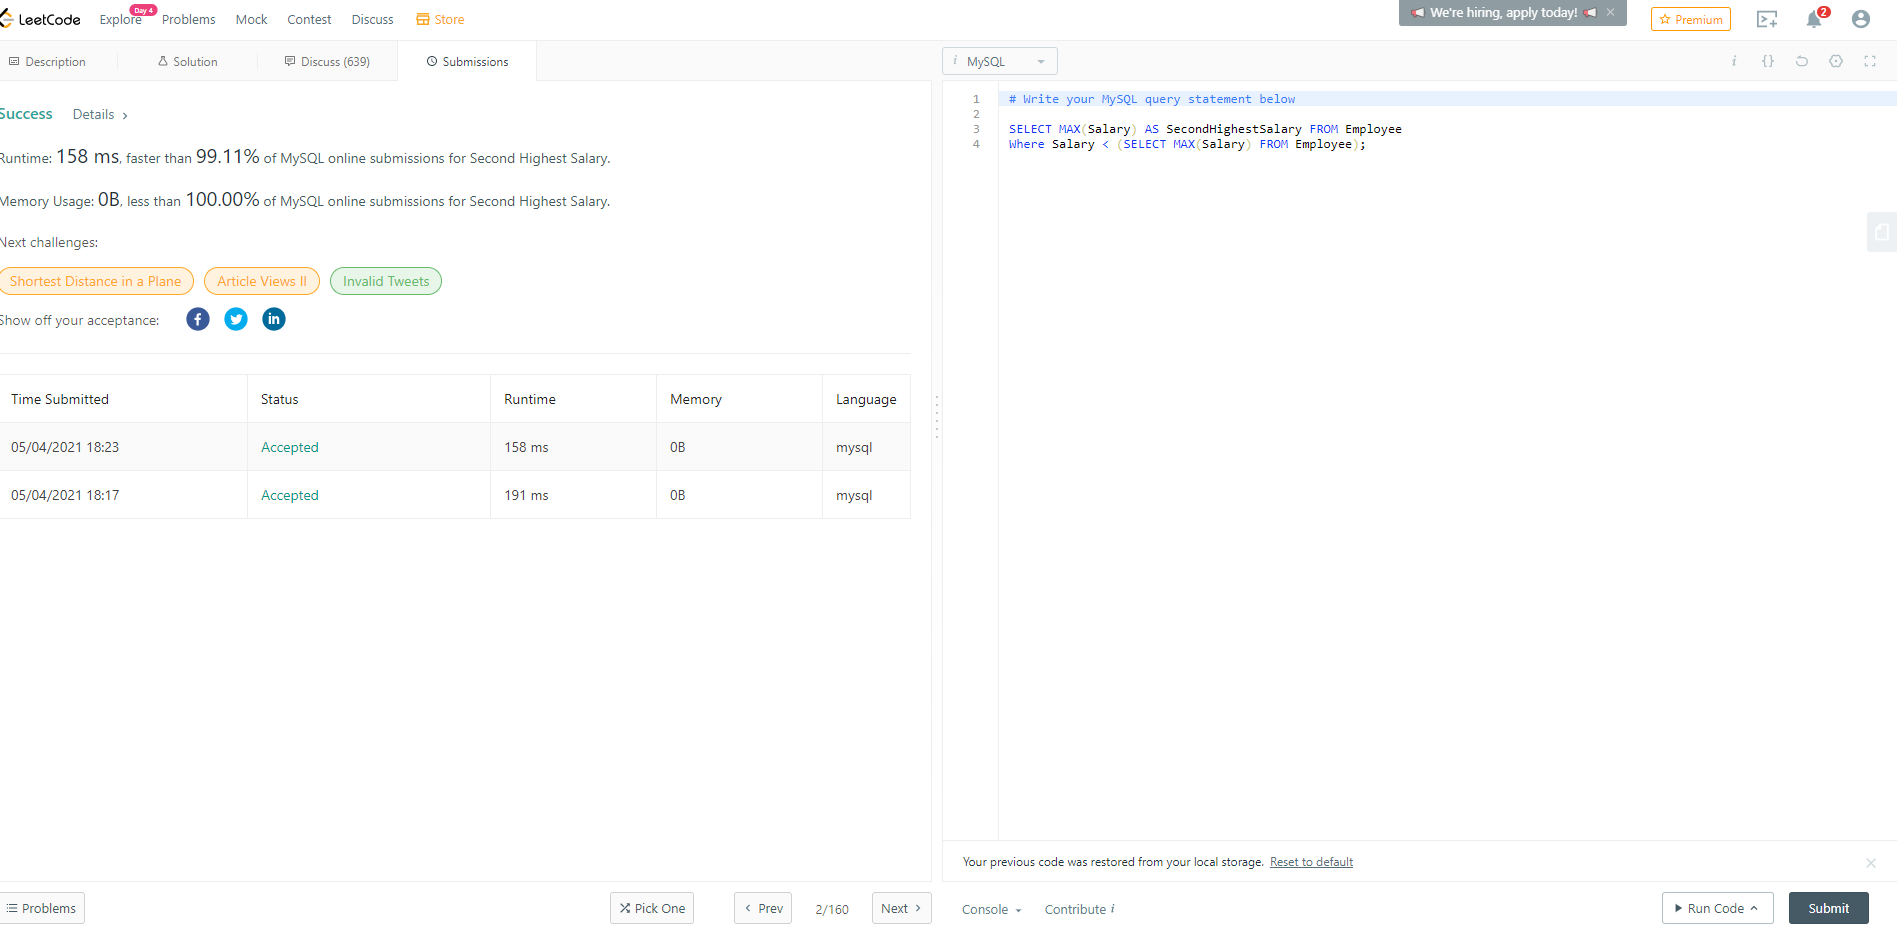 LeetCode Explore Day 4 Problems Mock Contest Discuss Store
We're hiring, apply today! Premium 2
Description Solution Discuss (639) Submissions
Success Details
Runtime: 158 ms, faster than 99.11% of MySQL online submissions for Second Highest Salary.
Memory Usage: 0B, less than 100.00% of MySQL online submissions for Second Highest Salary.
Next challenges:
Shortest Distance in a Plane Article Views II Invalid Tweets
Show off your acceptance:
Time Submitted Status Runtime Memory Language
05/04/2021 18:23 Accepted 158 ms 0B mysql
05/04/2021 18:17 Accepted 191 ms 0B mysql
Problems Pick One Prev 2/160 Next
i MySQL i {}
1 # Write your MySQL query statement below
2
3 SELECT MAX(Salary) AS SecondHighestSalary FROM Employee
4 Where Salary < (SELECT MAX(Salary) FROM Employee);
Your previous code was restored from your local storage. Reset to default
Console Contribute i Run Code Submit